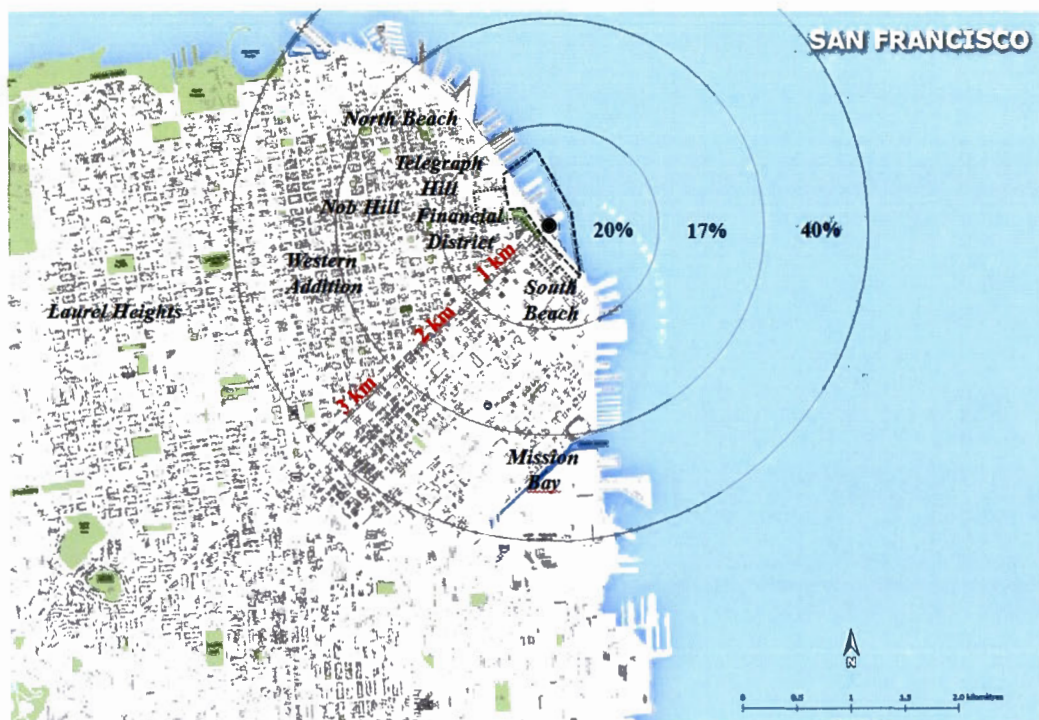 SAN FRANCISCO
North Beach
Telegraph
Hill
Nob Hill
Financial
District
20%
17%
40%
Western
Addition
1 km
South
Beach
Laurel Heights
2 km
3 km
Mission
Bay
N
0
0.5
1
1.5
2.0 kilometres